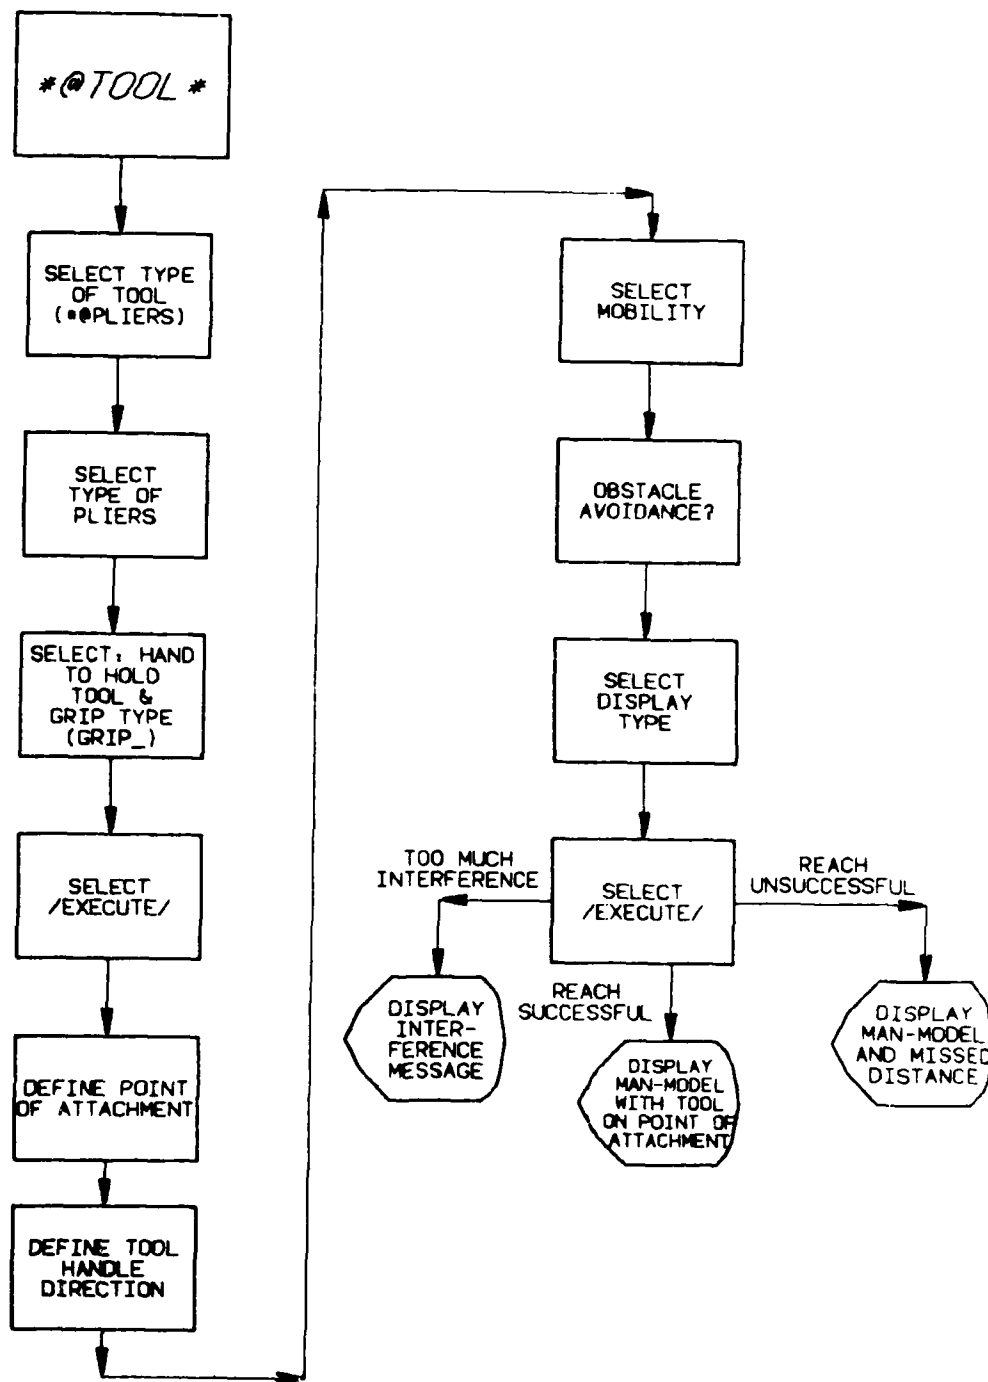 *@TOOL*
SELECT TYPE
OF TOOL
(*@PLIERS)
SELECT
TYPE OF
PLIERS
SELECT: HAND
TO HOLD
TOOL &
GRIP TYPE
(GRIP_)
SELECT
/EXECUTE/
DEFINE POINT
OF ATTACHMENT
DEFINE TOOL
HANDLE
DIRECTION
SELECT
MOBILITY
OBSTACLE
AVOIDANCE?
SELECT
DISPLAY
TYPE
SELECT
/EXECUTE/
TOO MUCH
INTERFERENCE
REACH
UNSUCCESSFUL
REACH
SUCCESSFUL
DISPLAY
INTER-
FERENCE
MESSAGE
DISPLAY
MAN-MODEL
WITH TOOL
ON POINT OF
ATTACHMENT
DISPLAY
MAN-MODEL
AND MISSED
DISTANCE